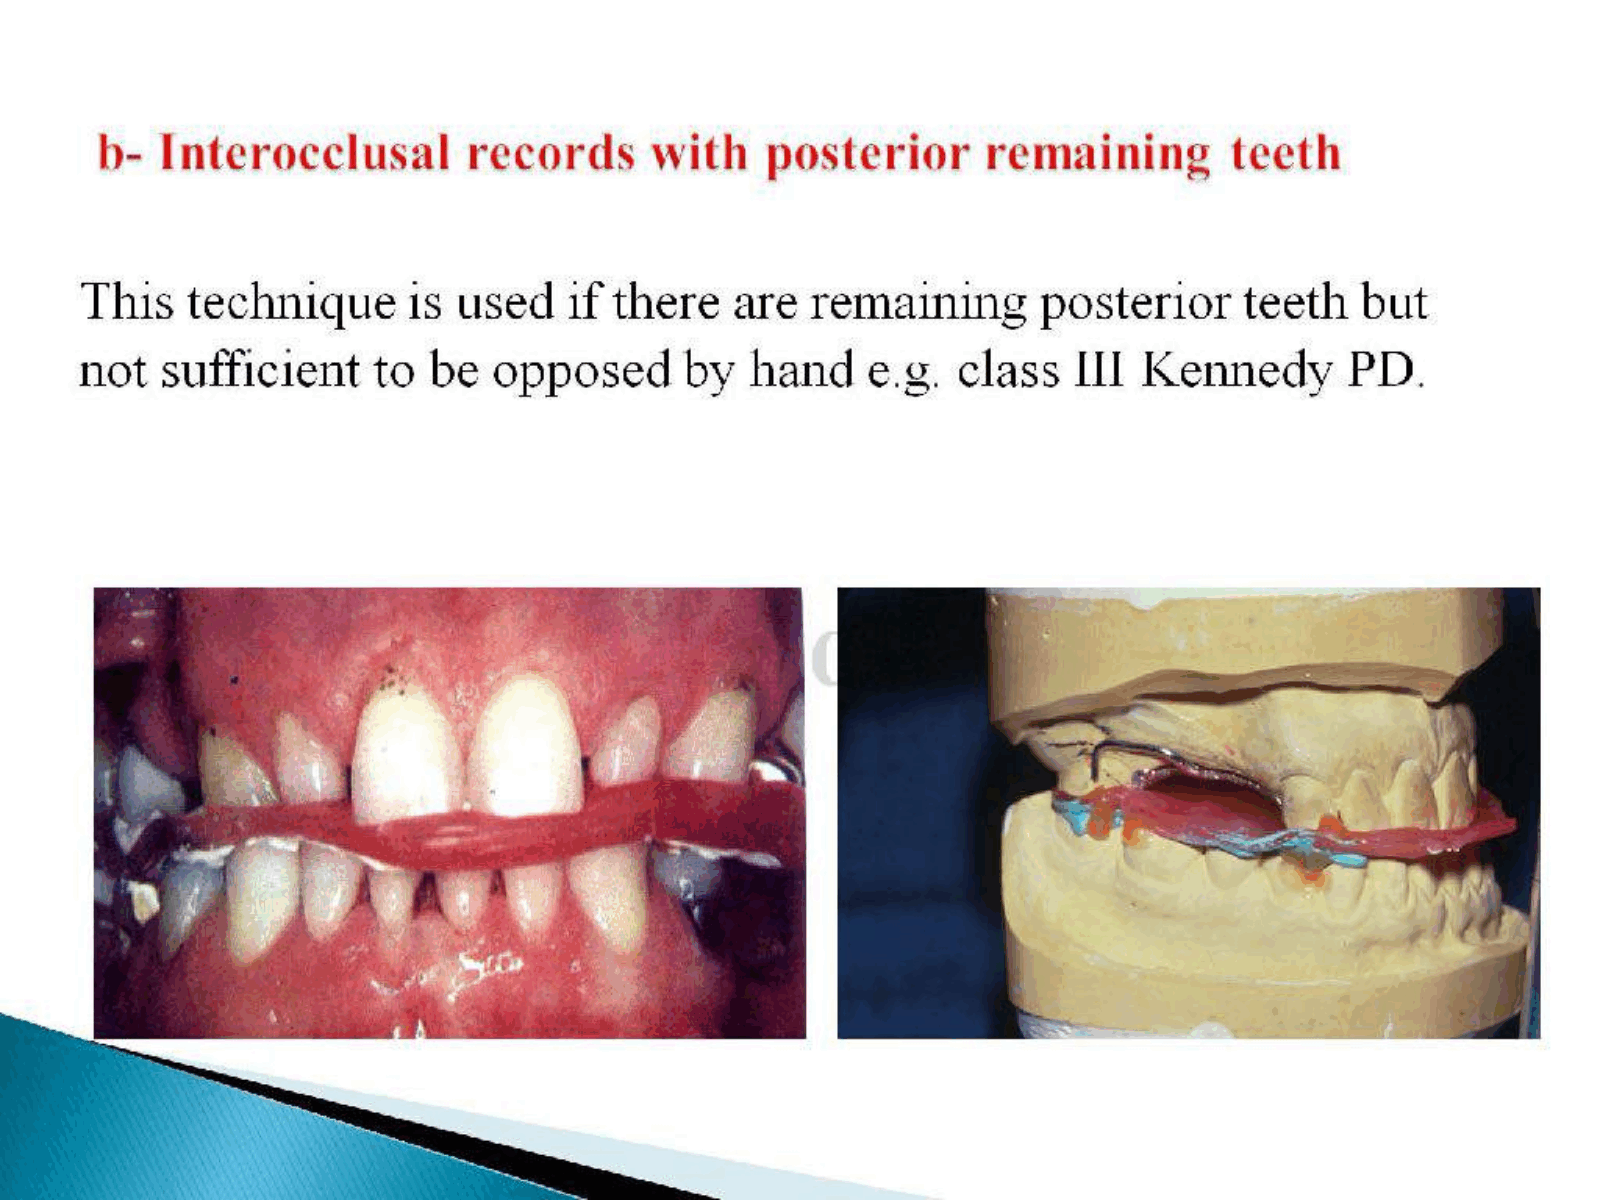 b- Interocclusal records with posterior remaining teeth
This technique is used if there are remaining posterior teeth but
not sufficient to be opposed by hand e.g. class III Kennedy PD.